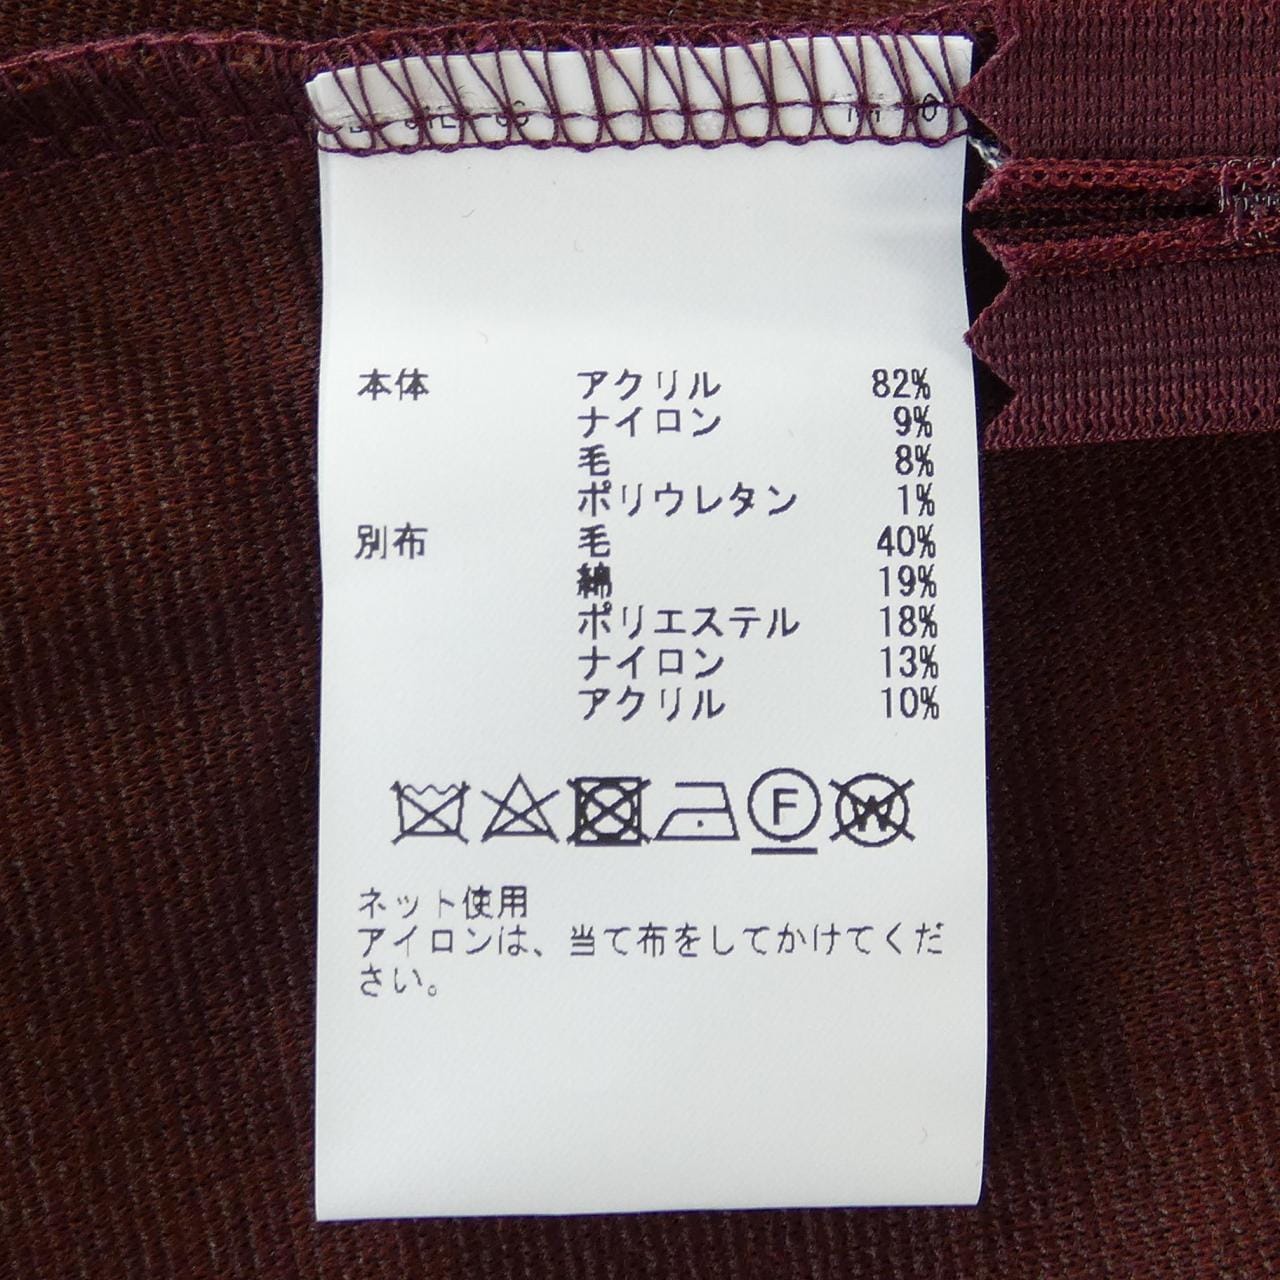 本体 アクリル 82%
ナイロン 9%
毛 8%
ポリウレタン 1%
別布 毛 40%
綿 19%
ポリエステル 18%
ナイロン 13%
アクリル 10%
F
W
ネット使用
アイロンは、当て布をしてかけてくだ
さい。